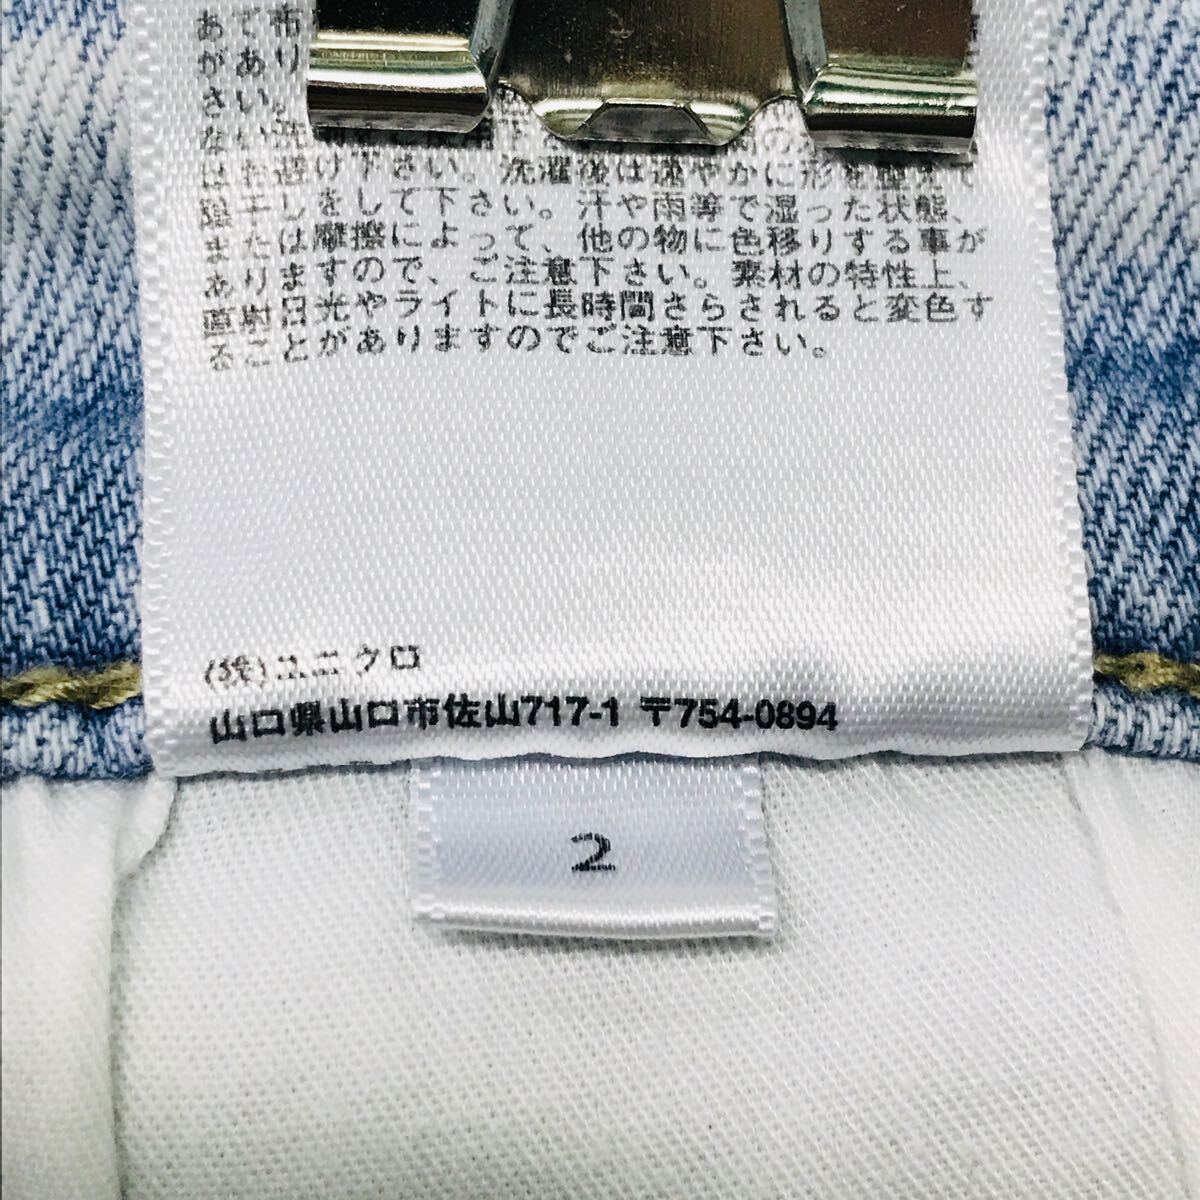 け下さい。洗濯後は速やかに形を整えて
陰干しをして下さい。汗や雨等で湿った状態、
または摩擦によって、他の物に色移りする事が
ありますので、ご注意下さい。素材の特性上、
直射日光やライトに長時間さらされると変色す
ることがありますのでご注意下さい。
(株)ユニクロ
山口県山口市佐山717-1 〒754-0894
2